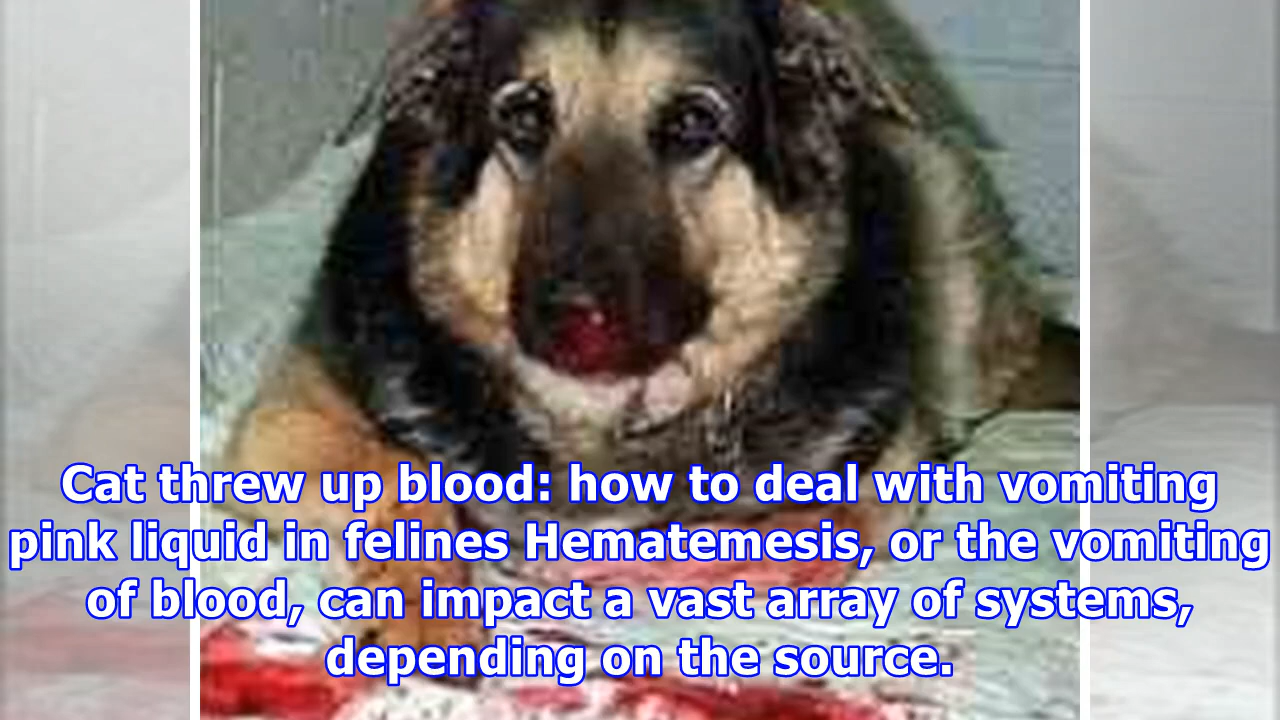 Cat threw up blood: how to deal with vomiting
pink liquid in felines Hematemesis, or the vomiting
of blood, can impact a vast array of systems,
depending on the source.